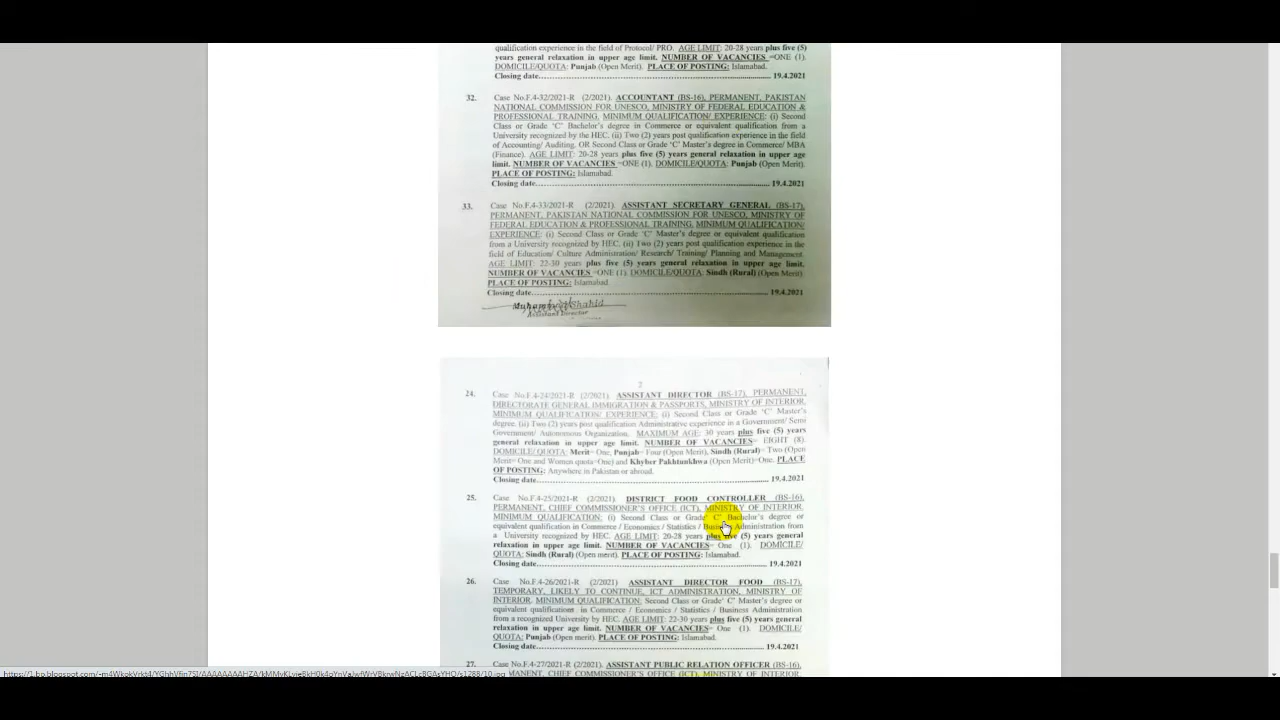 qualification experience in the field of Protocol/ PRO. AGE LIMIT: 20-28 years plus five (5)
years general relaxation in upper age limit. NUMBER OF VACANCIES =ONE (1).
DOMICILE/QUOTA: Punjab (Open Merit). PLACE OF POSTING: Islamabad.
Closing date.......................................................................... 19.4.2021
32. Case No.F.4-32/2021-R (2/2021). ACCOUNTANT (BS-16), PERMANENT, PAKISTAN
NATIONAL COMMISSION FOR UNESCO, MINISTRY OF FEDERAL EDUCATION &
PROFESSIONAL TRAINING. MINIMUM QUALIFICATION/ EXPERIENCE: (i) Second
Class or Grade 'C' Bachelor's degree in Commerce or equivalent qualification from a
University recognized by the HEC. (ii) Two (2) years post qualification experience in the field
of Accounting/ Auditing. OR Second Class or Grade 'C' Master's degree in Commerce/ MBA
(Finance). AGE LIMIT: 20-28 years plus five (5) years general relaxation in upper age
limit. NUMBER OF VACANCIES =ONE (1). DOMICILE/QUOTA: Punjab (Open Merit).
PLACE OF POSTING: Islamabad.
Closing date.......................................................................... 19.4.2021
33. Case No.F.4-33/2021-R (2/2021). ASSISTANT SECRETARY GENERAL (BS-17),
PERMANENT, PAKISTAN NATIONAL COMMISSION FOR UNESCO, MINISTRY OF
FEDERAL EDUCATION & PROFESSIONAL TRAINING. MINIMUM QUALIFICATION/
EXPERIENCE: (i) Second Class or Grade 'C' Master's degree or equivalent qualification
from a University recognized by HEC. (ii) Two (2) years post qualification experience in the
field of Education/ Culture Administration/ Research/ Training/ Planning and Management.
AGE LIMIT: 22-30 years plus five (5) years general relaxation in upper age limit.
NUMBER OF VACANCIES =ONE (1). DOMICILE/QUOTA: Sindh (Rural) (Open Merit).
PLACE OF POSTING: Islamabad
Closing date.......................................................................... 19.4.2021
Assistant Director
2
24. Case No.F.4-24/2021-R (2/2021). ASSISTANT DIRECTOR (BS-17), PERMANENT,
DIRECTORATE GENERAL IMMIGRATION & PASSPORTS, MINISTRY OF INTERIOR.
MINIMUM QUALIFICATION/ EXPERIENCE: (i) Second Class or Grade 'C' Master's
degree. (ii) Two (2) years post qualification Administrative experience in a Government/ Semi
Government/ Autonomous Organization. MAXIMUM AGE: 30 years plus five (5) years
general relaxation in upper age limit. NUMBER OF VACANCIES= EIGHT (8).
DOMICILE/QUOTA: Merit= One, Punjab= Four (Open Merit), Sindh (Rural)= Two (Open
Merit=One and Women quota=One) and Khyber Pakhtunkhwa (Open Merit)=One. PLACE
OF POSTING: Anywhere in Pakistan or abroad.
Closing date.......................................................................... 19.4.2021
25. Case No.F.4-25/2021-R (2/2021). DISTRICT FOOD CONTROLLER (BS-16),
PERMANENT, CHIEF COMMISSIONER'S OFFICE (ICT), MINISTRY OF INTERIOR.
MINIMUM QUALIFICATION: (i) Second Class or Grade 'C' Bachelor's degree or
equivalent qualification in Commerce / Economics / Statistics / Business Administration from
a University recognized by HEC. AGE LIMIT: 20-28 years plus five (5) years general
relaxation in upper age limit. NUMBER OF VACANCIES= One (1). DOMICILE/
QUOTA: Sindh (Rural) (Open merit). PLACE OF POSTING: Islamabad.
Closing date.......................................................................... 19.4.2021
26. Case No.F.4-26/2021-R (2/2021) ASSISTANT DIRECTOR FOOD (BS-17),
TEMPORARY, LIKELY TO CONTINUE, ICT ADMINISTRATION, MINISTRY OF
INTERIOR. MINIMUM QUALIFICATION: Second Class or Grade' C' Master's degree or
equivalent qualifications in Commerce / Economics / Statistics / Business Administration
from a recognized University by HEC. AGE LIMIT: 22-30 years plus five (5) years general
relaxation in upper age limit. NUMBER OF VACANCIES= One (1). DOMICILE/
QUOTA: Punjab (Open merit). PLACE OF POSTING: Islamabad.
Closing date.......................................................................... 19.4.2021
27. Case No.F.4-27/2021-R (2/2021). ASSISTANT PUBLIC RELATION OFFICER (BS-16),
MANENT, CHIEF COMMISSIONER'S OFFICE (ICT), MINISTRY OF INTERIOR.